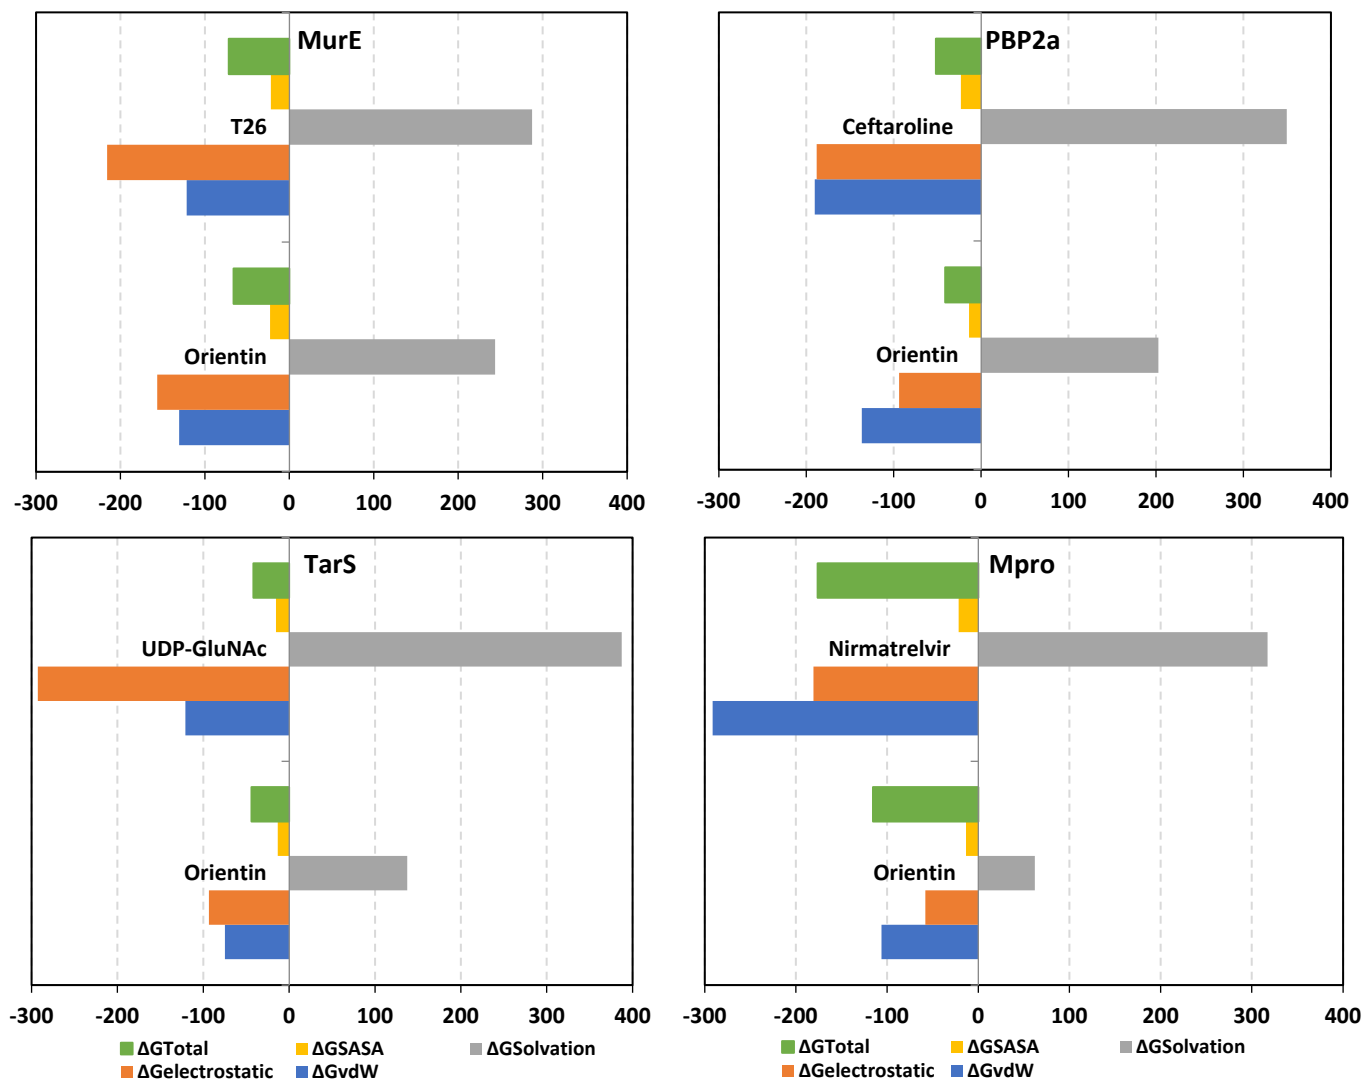 MurE
T26
Orientin
-300 -200 -100 0 100 200 300 400
PBP2a
Ceftaroline
Orientin
-300 -200 -100 0 100 200 300 400
TarS
UDP-GluNAc
Orientin
-300 -200 -100 0 100 200 300 400
ΔGTotal ΔGSASA ΔGSolvation
ΔGelectrostatic ΔGvdW
Mpro
Nirmatrelvir
Orientin
-300 -200 -100 0 100 200 300 400
ΔGTotal ΔGSASA ΔGSolvation
ΔGelectrostatic ΔGvdW